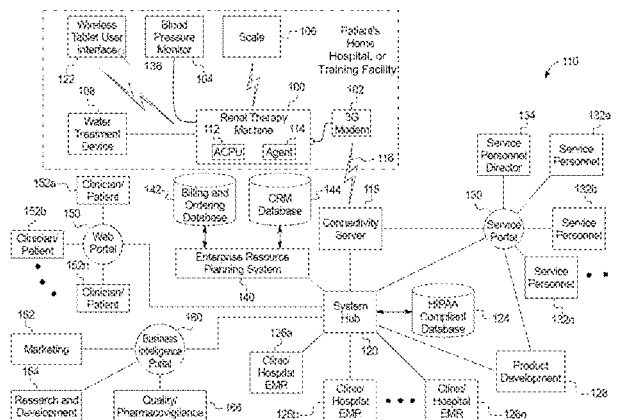 Wireless
Tablet User
Interface
122
Blood
Pressure
Monitor
136
104
Scale
106
Patient's
Home
Hospital, or
Training Facility
110
108
Water
Treatment
Device
100
Renal Therapy
Machine
112
ACPU
114
Agent
102
3G
Modem
116
134
Service
Personnel
Director
132a
Service
Personnel
152a
Clinician/
Patient
142
Billing and
Ordering
Database
CRM
Database
144
118
Connectivity
Server
130
Service
Portal
132b
Service
Personnel
152b
Clinician/
Patient
150
Web
Portal
152n
Clinician/
Patient
Enterprise Resource
Planning System
140
Service
Personnel
132n
System
Hub
120
HIPAA
Compliant
Database
124
162
Marketing
160
Business
Intelligence
Portal
126a
Clinic/
Hospital
EMR
Product
Development
128
164
Research and
Development
Quality/
Pharmacovigilance
166
126b
Clinic/
Hospital
EMR
Clinic/
Hospital
EMR
126n